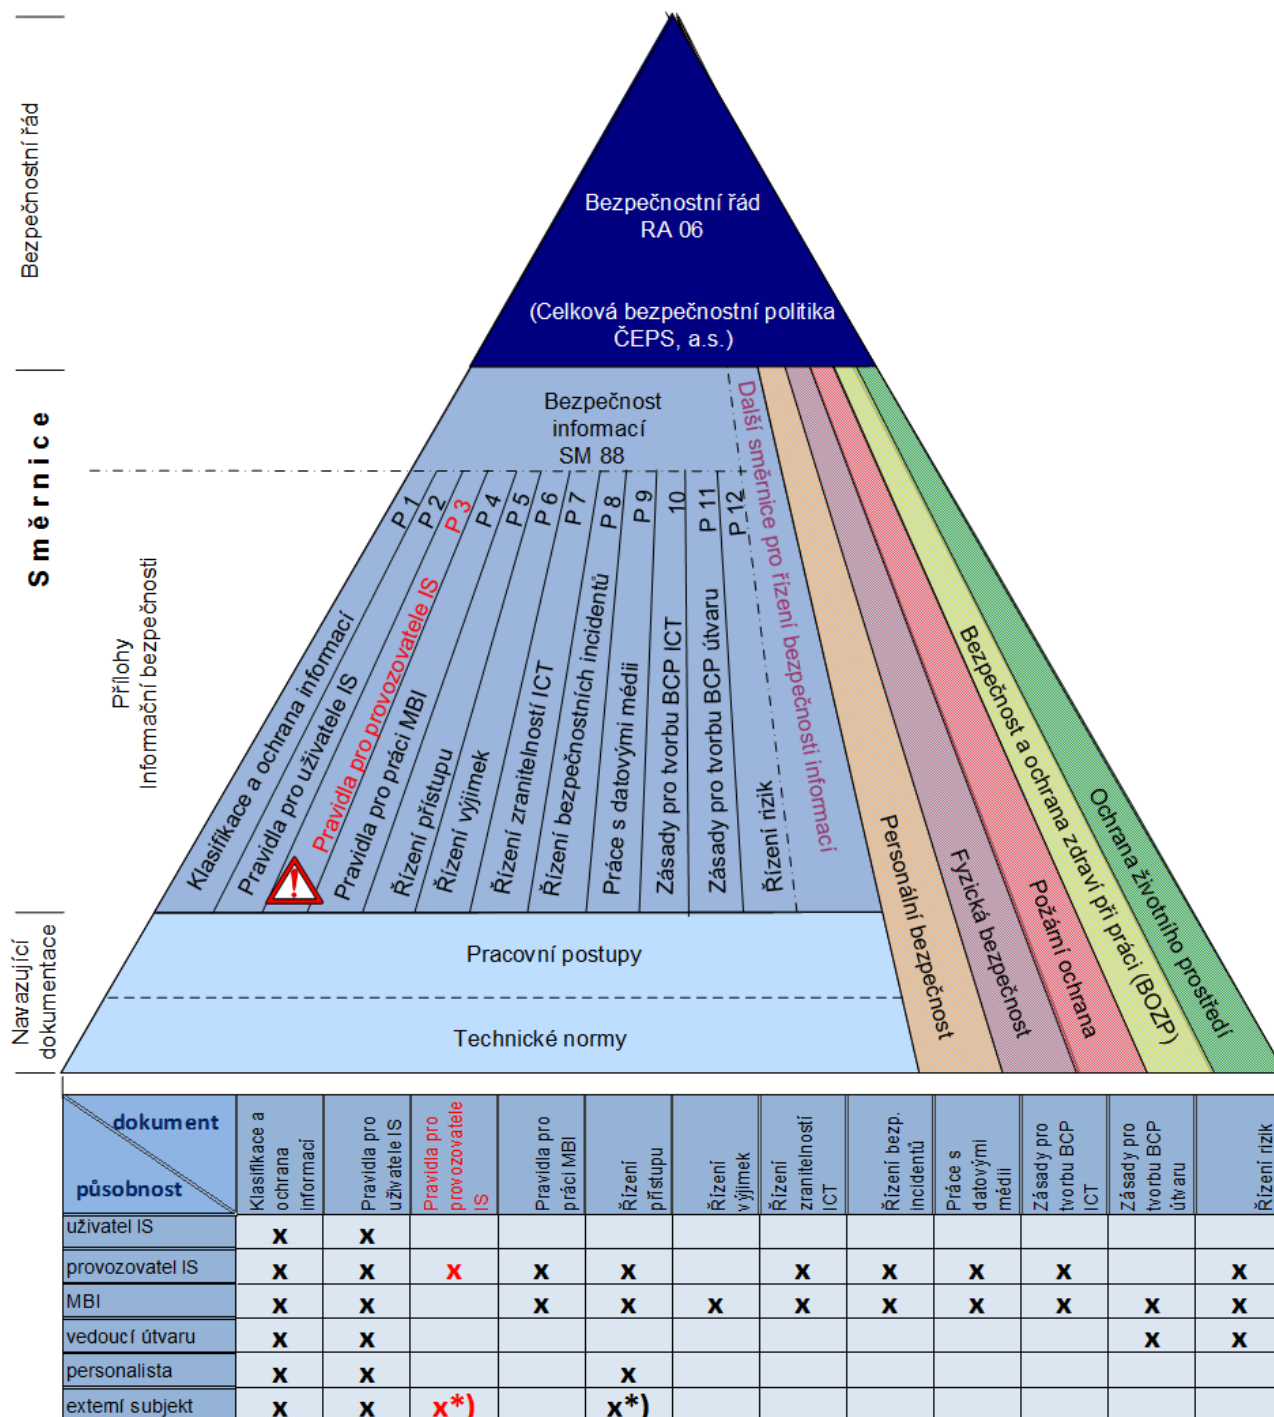 Bezpečnostní řád
Bezpečnostní řád
RA 06
(Celková bezpečnostní politika
ČEPS, a.s.)
Směrnice
Bezpečnost
informací
SM 88
Další směrnice pro řízení bezpečnosti informací
Přílohy
Informační bezpečnosti
P 1
P 2
P 3
P 4
P 5
P 6
P 7
P 8
P 9
10
P 11
P 12
Klasifikace a ochrana informací
Pravidla pro uživatele IS
Pravidla pro provozovatele IS
Pravidla pro práci MBI
Řízení přístupu
Řízení výjimek
Řízení zranitelností ICT
Řízení bezpečnostních incidentů
Práce s datovými médii
Zásady pro tvorbu BCP ICT
Zásady pro tvorbu BCP útvaru
Řízení rizik
Personální bezpečnost
Fyzická bezpečnost
Požární ochrana
Bezpečnost a ochrana zdraví při práci (BOZP)
Ochrana životního prostředí
Navazující
dokumentace
Pracovní postupy
Technické normy
dokument
působnost
Klasifikace a
ochrana
informací
Pravidla pro
uživatele IS
Pravidla pro
provozovatele
IS
Pravidla pro
práci MBI
Řízení
přístupu
Řízení
výjimek
Řízení
zranitelností
ICT
Řízení bezp.
incidentů
Práce s
datovými
médii
Zásady pro
tvorbu BCP
ICT
Zásady pro
tvorbu BCP
útvaru
Řízení rizik
uživatel IS x x
provozovatel IS x x x x x x x x x x
MBI x x x x x x x x x x x
vedoucí útvaru x x x x
personalista x x x
externí subjekt x x x*) x*)